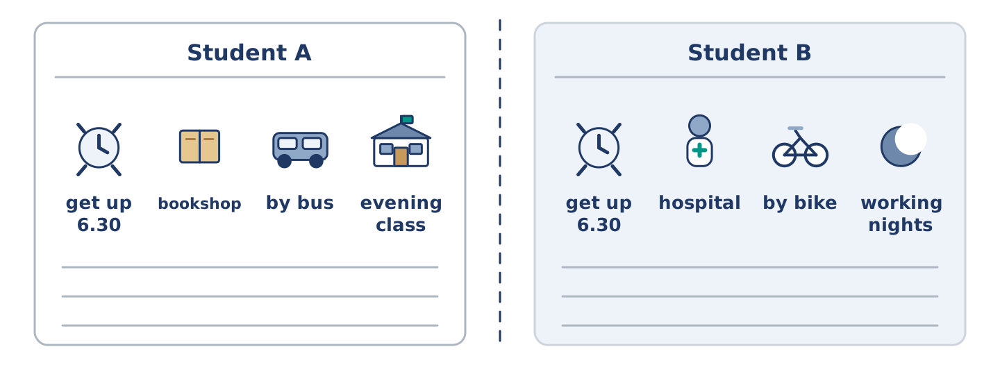 Student A
get up
6.30
bookshop
by bus
evening
class
Student B
get up
6.30
hospital
by bike
working
nights